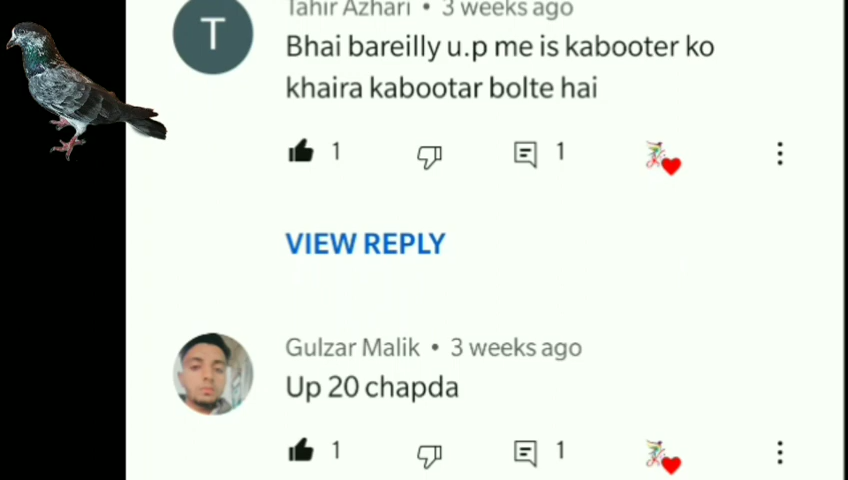 T
Tahir Azhari • 3 weeks ago
Bhai bareilly u.p me is kabooter ko
khaira kabootar bolte hai
1
1
VIEW REPLY
Gulzar Malik • 3 weeks ago
Up 20 chapda
1
1